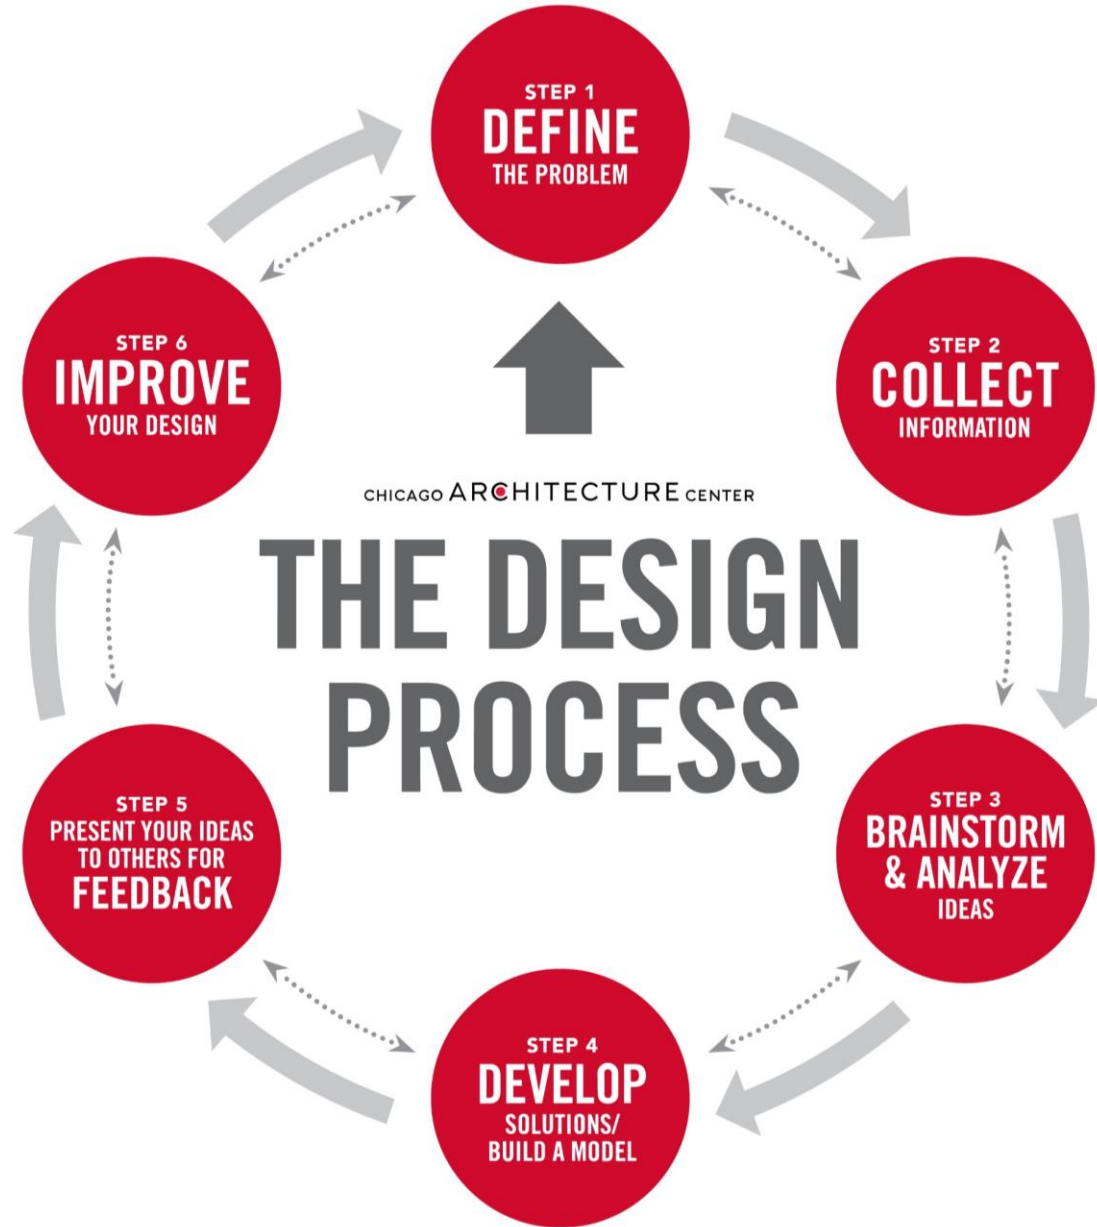 STEP 1
DEFINE
THE PROBLEM
STEP 2
COLLECT
INFORMATION
STEP 3
BRAINSTORM
& ANALYZE
IDEAS
STEP 4
DEVELOP
SOLUTIONS/
BUILD A MODEL
STEP 5
PRESENT YOUR IDEAS
TO OTHERS FOR
FEEDBACK
STEP 6
IMPROVE
YOUR DESIGN
CHICAGO ARCHITECTURE CENTER
THE DESIGN
PROCESS